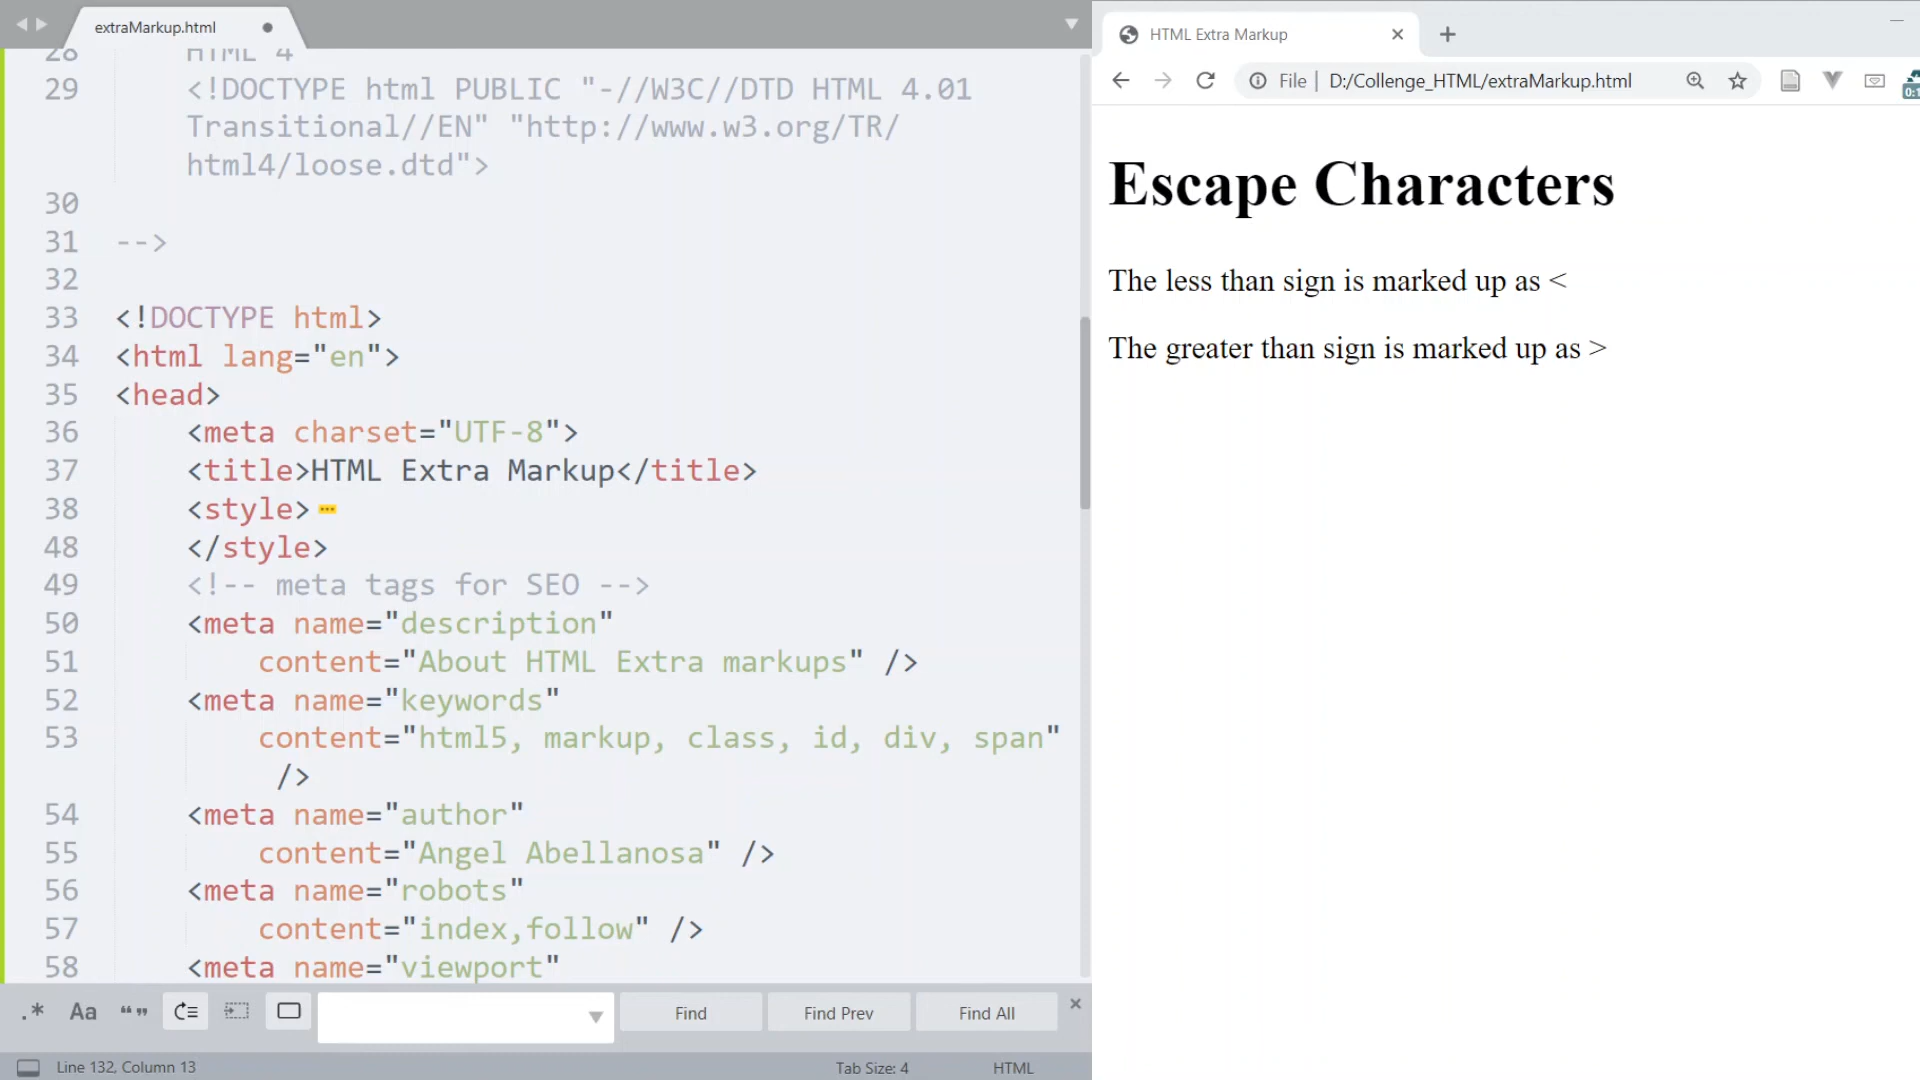 extraMarkup.html
28 HTML 4
29 <!DOCTYPE html PUBLIC "-//W3C//DTD HTML 4.01
Transitional//EN" "http://www.w3.org/TR/
html4/loose.dtd">
30
31 -->
32
33 <!DOCTYPE html>
34 <html lang="en">
35 <head>
36 <meta charset="UTF-8">
37 <title>HTML Extra Markup</title>
38 <style>
48 </style>
49 <!-- meta tags for SEO -->
50 <meta name="description"
51 content="About HTML Extra markups" />
52 <meta name="keywords"
53 content="html5, markup, class, id, div, span"
/>
54 <meta name="author"
55 content="Angel Abellanosa" />
56 <meta name="robots"
57 content="index,follow" />
58 <meta name="viewport"
.* Aa “” Find Find Prev Find All
Line 132, Column 13 Tab Size: 4 HTML
HTML Extra Markup
File | D:/Collenge_HTML/extraMarkup.html
Escape Characters
The less than sign is marked up as <
The greater than sign is marked up as >